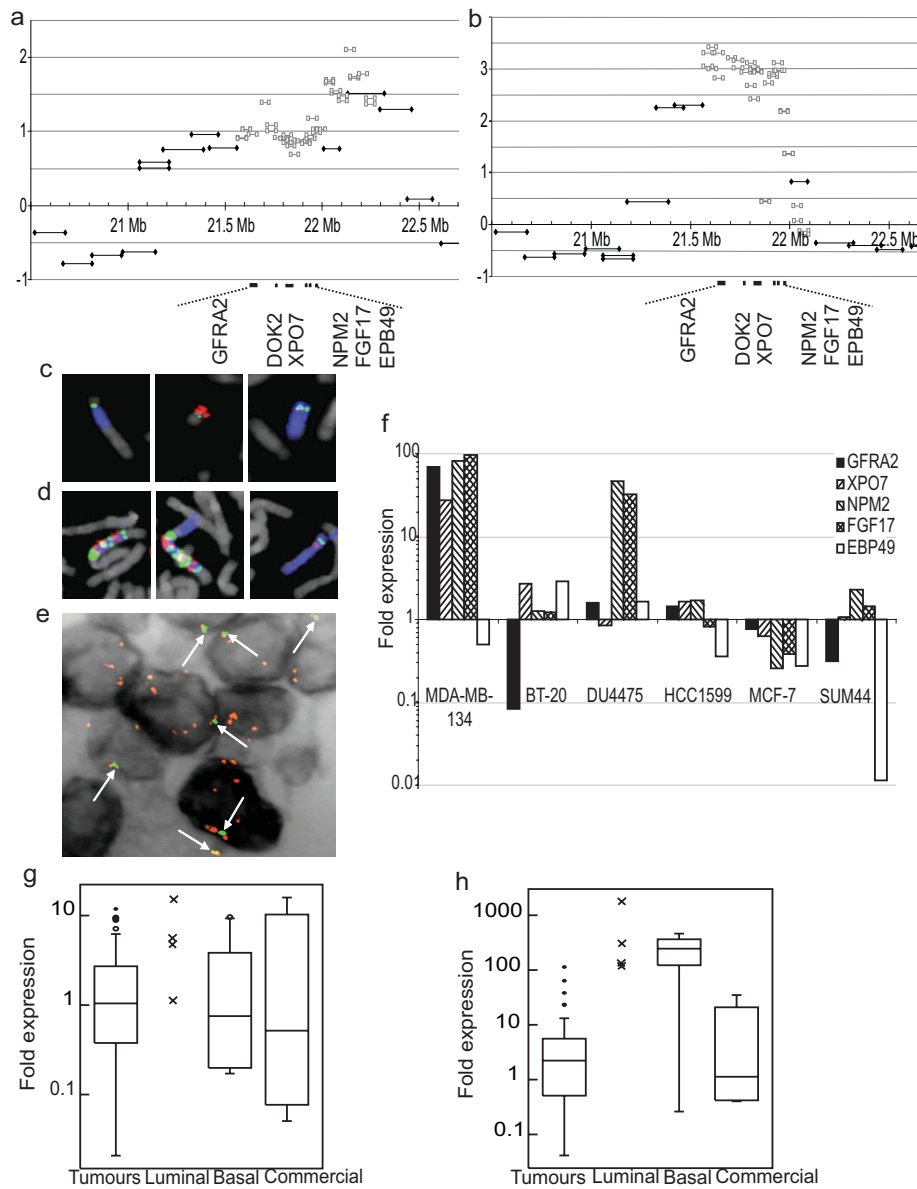 a
2
1
0
-1
21 Mb
21.5 Mb
22 Mb
22.5 Mb
GFRA2
DOK2
XPO7
NPM2
FGF17
EPB49
b
4
3
2
1
0
-1
21 Mb
21.5 Mb
22 Mb
22.5 Mb
GFRA2
DOK2
XPO7
NPM2
FGF17
EPB49
c
d
e
f
Fold expression
100
10
1
0.1
0.01
GFRA2
XPO7
NPM2
FGF17
EBP49
MDA-MB-
134
BT-20
DU4475
HCC1599
MCF-7
SUM44
g
Fold expression
10
1
0.1
Tumours
Luminal
Basal
Commercial
h
Fold expression
1000
100
10
1
0.1
Tumours
Luminal
Basal
Commercial